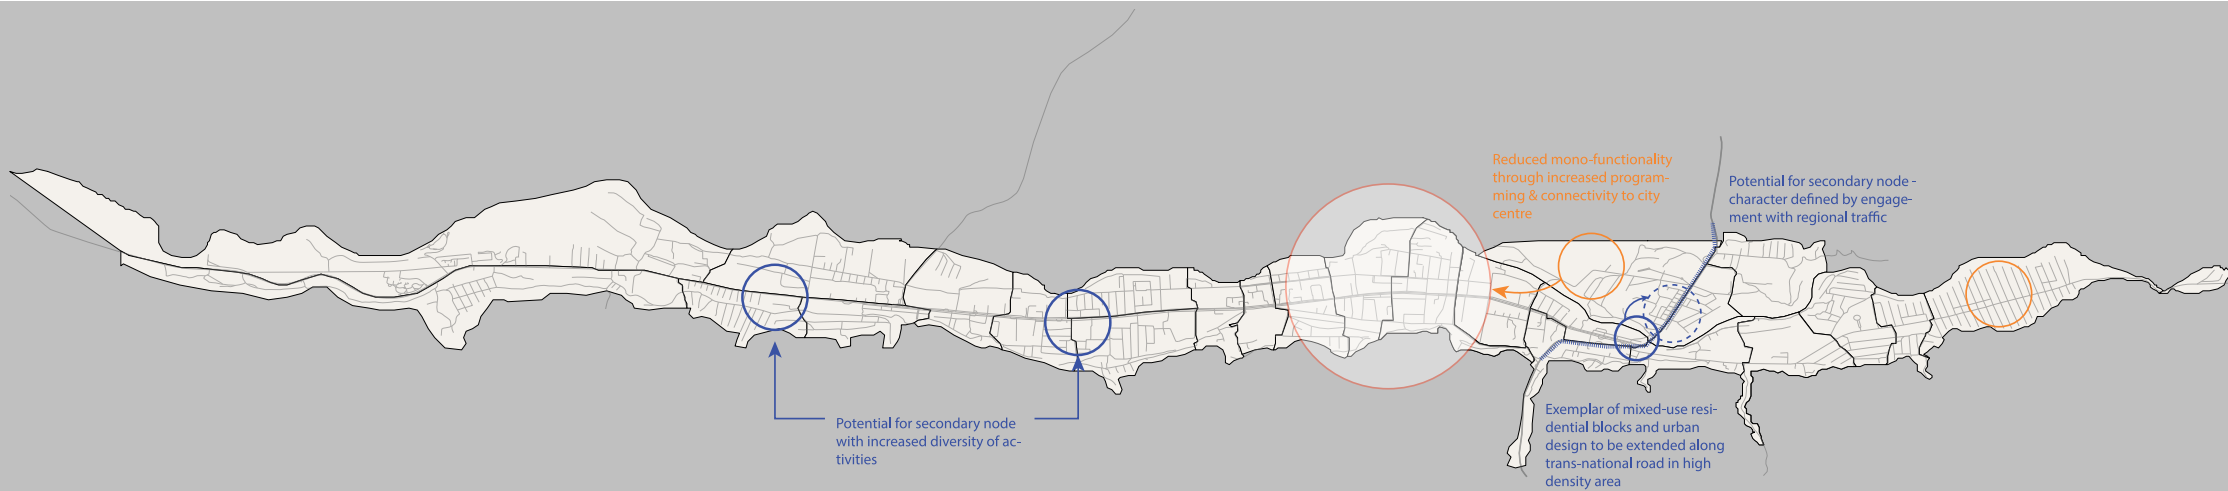 Reduced mono-functionality
through increased program-
ming & connectivity to city
centre
Potential for secondary node -
character defined by engage-
ment with regional traffic
Potential for secondary node
with increased diversity of ac-
tivities
Exemplar of mixed-use resi-
dential blocks and urban
design to be extended along
trans-national road in high
density area